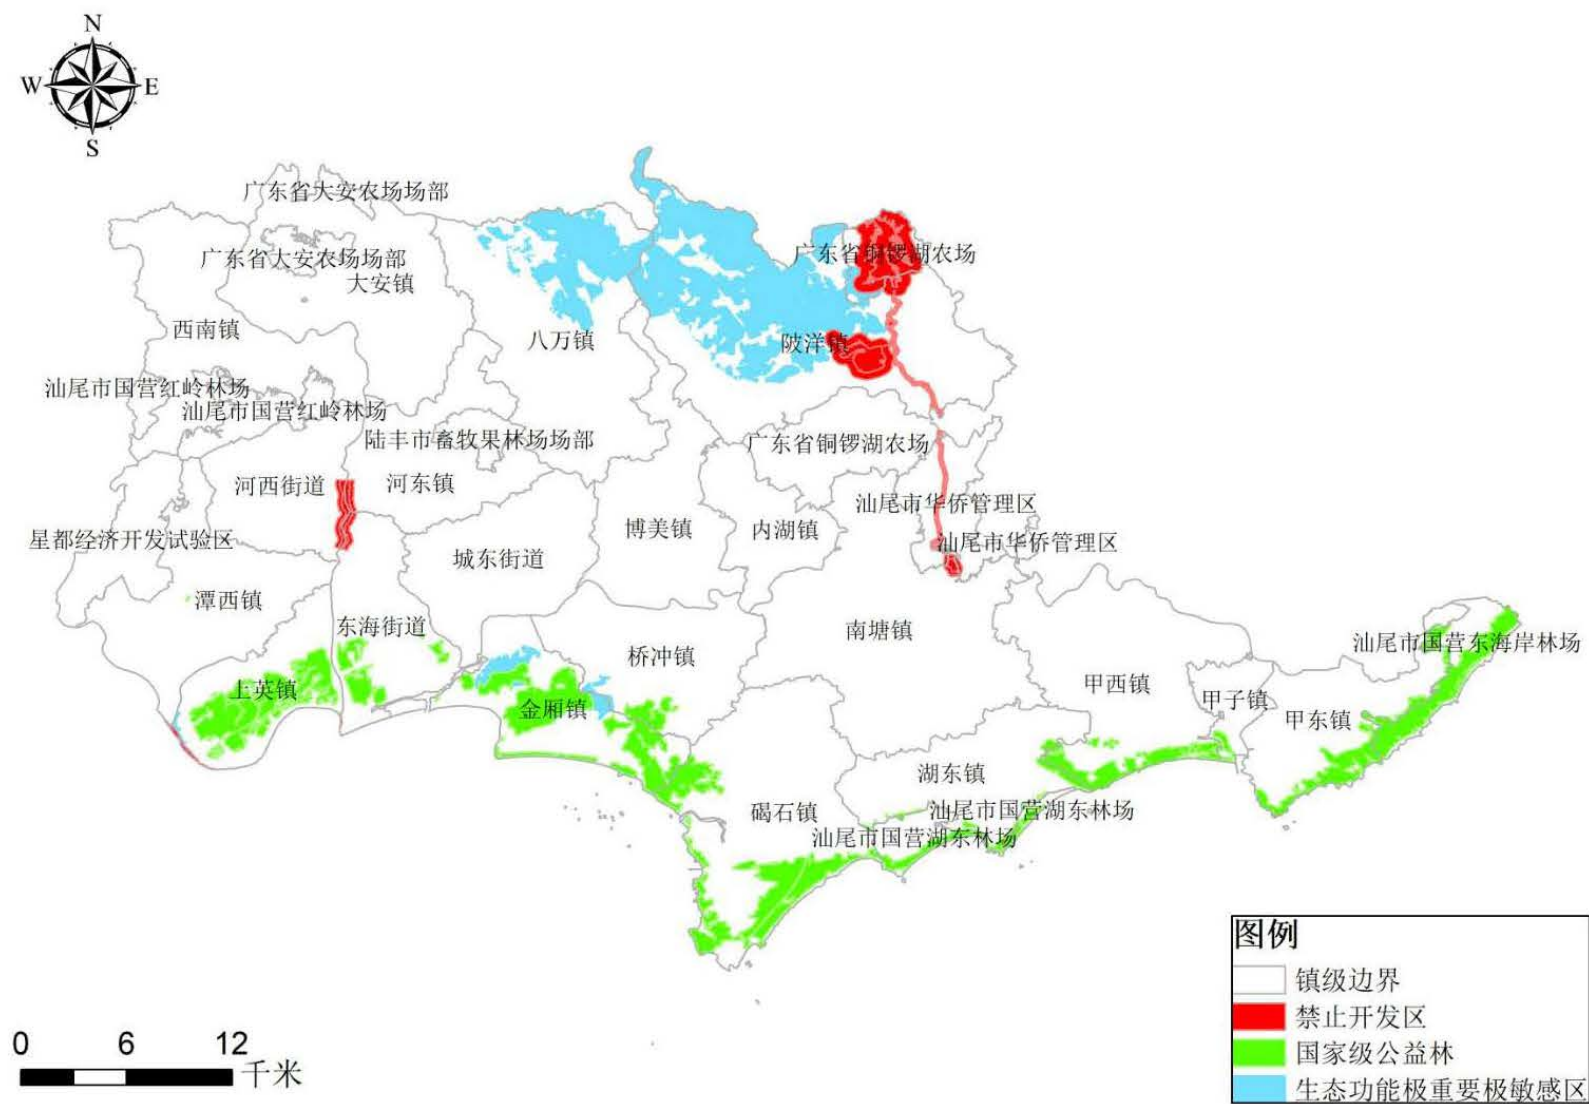 N
W
E
S
广东省大安农场场部
广东省大安农场场部
大安镇
广东省铜锣湖农场
西南镇
八万镇
陂洋镇
汕尾市国营红岭林场
汕尾市国营红岭林场
陆丰市畜牧果林场场部
广东省铜锣湖农场
河西街道
河东镇
汕尾市华侨管理区
星都经济开发试验区
城东街道
博美镇
内湖镇
汕尾市华侨管理区
潭西镇
东海街道
桥冲镇
南塘镇
汕尾市国营东海岸林场
上英镇
金厢镇
甲西镇
甲子镇
甲东镇
湖东镇
碣石镇
汕尾市国营湖东林场
汕尾市国营湖东林场
图例
镇级边界
禁止开发区
国家级公益林
生态功能极重要极敏感区
0 6 12
千米